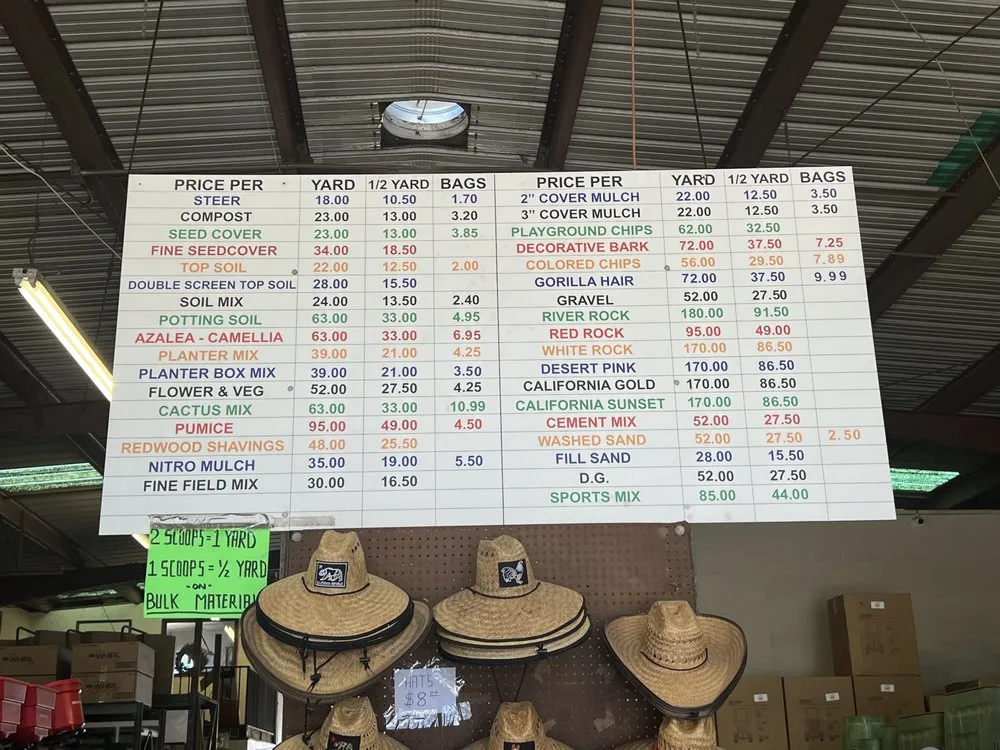 PRICE PER YARD 1/2 YARD BAGS
STEER 18.00 10.50 1.70
COMPOST 23.00 13.00 3.20
SEED COVER 23.00 13.00 3.85
FINE SEEDCOVER 34.00 18.50
TOP SOIL 22.00 12.50 2.00
DOUBLE SCREEN TOP SOIL 28.00 15.50
SOIL MIX 24.00 13.50 2.40
POTTING SOIL 63.00 33.00 4.95
AZALEA - CAMELLIA 63.00 33.00 6.95
PLANTER MIX 39.00 21.00 4.25
PLANTER BOX MIX 39.00 21.00 3.50
FLOWER & VEG 52.00 27.50 4.25
CACTUS MIX 63.00 33.00 10.99
PUMICE 95.00 49.00 4.50
REDWOOD SHAVINGS 48.00 25.50
NITRO MULCH 35.00 19.00 5.50
FINE FIELD MIX 30.00 16.50
PRICE PER YARD 1/2 YARD BAGS
2" COVER MULCH 22.00 12.50 3.50
3" COVER MULCH 22.00 12.50 3.50
PLAYGROUND CHIPS 62.00 32.50
DECORATIVE BARK 72.00 37.50 7.25
COLORED CHIPS 56.00 29.50 7.89
GORILLA HAIR 72.00 37.50 9.99
GRAVEL 52.00 27.50
RIVER ROCK 180.00 91.50
RED ROCK 95.00 49.00
WHITE ROCK 170.00 86.50
DESERT PINK 170.00 86.50
CALIFORNIA GOLD 170.00 86.50
CALIFORNIA SUNSET 170.00 86.50
CEMENT MIX 52.00 27.50
WASHED SAND 52.00 27.50 2.50
FILL SAND 28.00 15.50
D.G. 52.00 27.50
SPORTS MIX 85.00 44.00
2 SCOOPS=1 YARD
1 SCOOPS=1/2 YARD
-ON-
BULK MATERIAL
HATS
$8.00